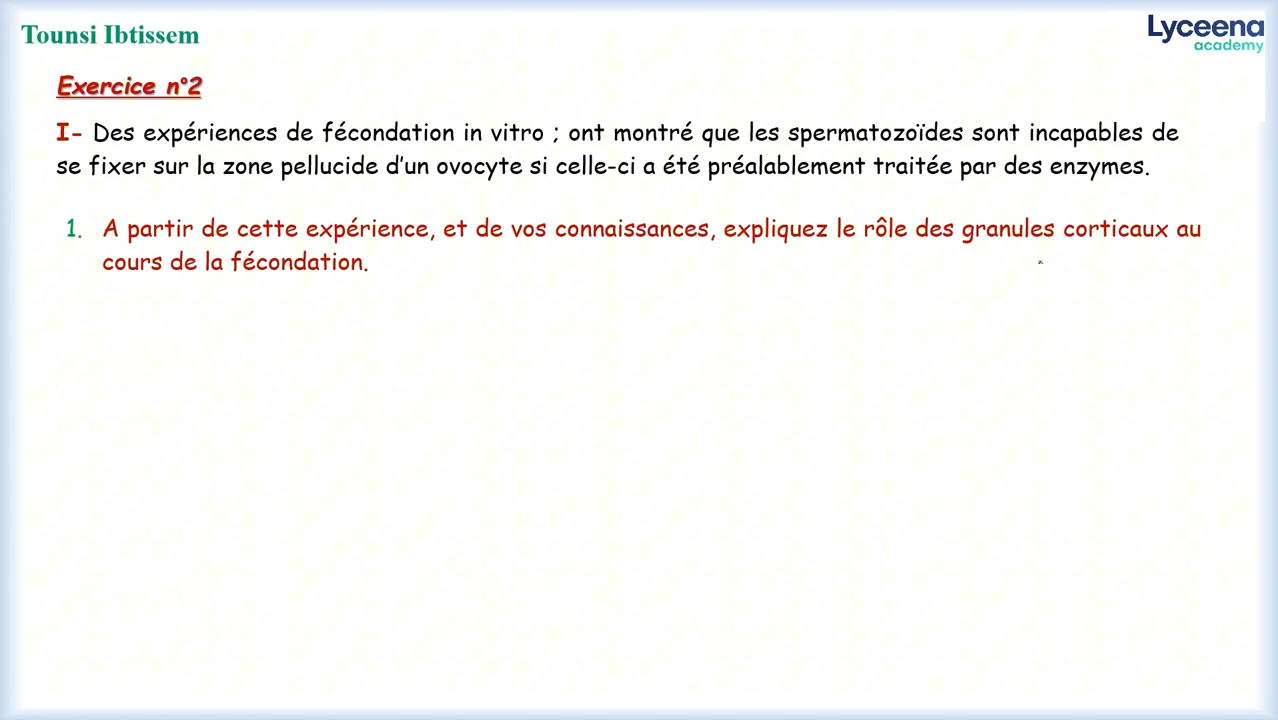 Tounsi Ibtissem
Lyceena
academy
Exercice n°2
I- Des expériences de fécondation in vitro ; ont montré que les spermatozoïdes sont incapables de
se fixer sur la zone pellucide d’un ovocyte si celle-ci a été préalablement traitée par des enzymes.
1. A partir de cette expérience, et de vos connaissances, expliquez le rôle des granules corticaux au
cours de la fécondation.